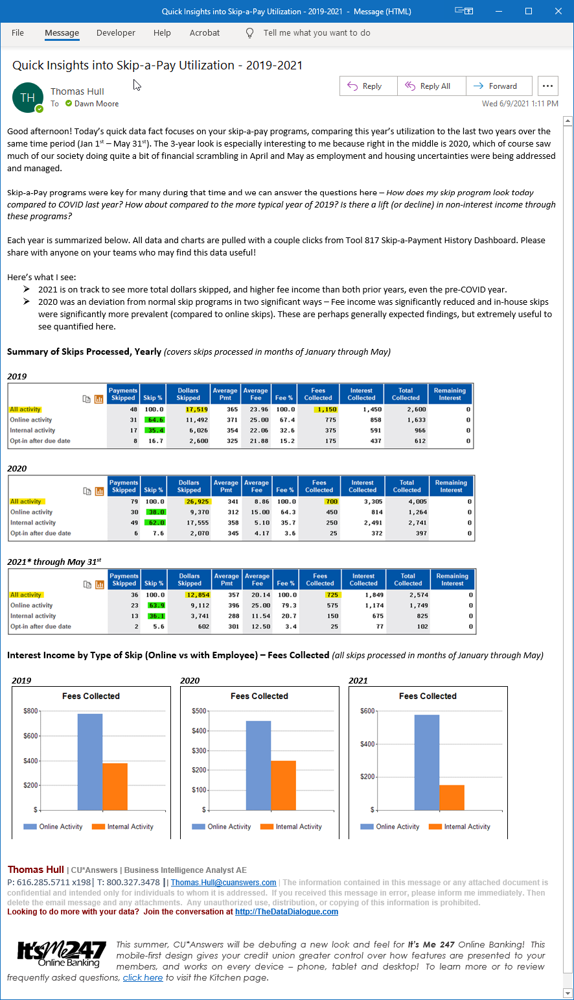 Quick Insights into Skip-a-Pay Utilization - 2019-2021 - Message (HTML)
File Message Developer Help Acrobat Tell me what you want to do
Quick Insights into Skip-a-Pay Utilization - 2019-2021
TH
Thomas Hull
To Dawn Moore
Reply Reply All Forward
Wed 6/9/2021 1:11 PM
Good afternoon! Today's quick data fact focuses on your skip-a-pay programs, comparing this year's utilization to the last two years over the
same time period (Jan 1st – May 31st). The 3-year look is especially interesting to me because right in the middle is 2020, which of course saw
much of our society doing quite a bit of financial scrambling in April and May as employment and housing uncertainties were being addressed
and managed.
Skip-a-Pay programs were key for many during that time and we can answer the questions here – How does my skip program look today
compared to COVID last year? How about compared to the more typical year of 2019? Is there a lift (or decline) in non-interest income through
these programs?
Each year is summarized below. All data and charts are pulled with a couple clicks from Tool 817 Skip-a-Payment History Dashboard. Please
share with anyone on your teams who may find this data useful!
Here's what I see:
➢ 2021 is on track to see more total dollars skipped, and higher fee income than both prior years, even the pre-COVID year.
➢ 2020 was an deviation from normal skip programs in two significant ways – Fee income was significantly reduced and in-house skips
were significantly more prevalent (compared to online skips). These are perhaps generally expected findings, but extremely useful to
see quantified here.
Summary of Skips Processed, Yearly (covers skips processed in months of January through May)
2019
Payments Skipped Skip % Dollars Skipped Average Pmt Average Fee Fee % Fees Collected Interest Collected Total Collected Remaining Interest
All activity 48 100.0 17,519 365 23.96 100.0 1,150 1,450 2,600 0
Online activity 31 64.6 11,492 371 25.00 67.4 775 858 1,633 0
Internal activity 17 35.4 6,026 354 22.06 32.6 375 591 966 0
Opt-in after due date 8 16.7 2,600 325 21.88 15.2 175 437 612 0
2020
Payments Skipped Skip % Dollars Skipped Average Pmt Average Fee Fee % Fees Collected Interest Collected Total Collected Remaining Interest
All activity 79 100.0 26,925 341 8.86 100.0 700 3,305 4,005 0
Online activity 30 38.0 9,370 312 15.00 64.3 450 814 1,264 0
Internal activity 49 62.0 17,555 358 5.10 35.7 250 2,491 2,741 0
Opt-in after due date 6 7.6 2,070 345 4.17 3.6 25 372 397 0
2021* through May 31st
Payments Skipped Skip % Dollars Skipped Average Pmt Average Fee Fee % Fees Collected Interest Collected Total Collected Remaining Interest
All activity 36 100.0 12,854 357 20.14 100.0 725 1,849 2,574 0
Online activity 23 63.9 9,112 396 25.00 79.3 575 1,174 1,749 0
Internal activity 13 36.1 3,741 288 11.54 20.7 150 675 825 0
Opt-in after due date 2 5.6 602 301 12.50 3.4 25 77 102 0
Interest Income by Type of Skip (Online vs with Employee) – Fees Collected (all skips processed in months of January through May)
2019
Fees Collected
$800
$600
$400
$200
$
Online Activity Internal Activity
2020
Fees Collected
$500
$400
$300
$200
$100
$
Online Activity Internal Activity
2021
Fees Collected
$600
$400
$200
$
Online Activity Internal Activity
Thomas Hull | CU*Answers | Business Intelligence Analyst AE
P: 616.285.5711 x198| T: 800.327.3478 || Thomas.Hull@cuanswers.com | The information contained in this message or any attached document is
confidential and intended only for individuals to whom it is addressed. If you received this message in error, please inform me immediately. Then
delete the email message and any attachments. Any unauthorized use, distribution, or copying of this information is prohibited.
Looking to do more with your data? Join the conversation at http://TheDataDialogue.com
It'sMe247
Online Banking
This summer, CU*Answers will be debuting a new look and feel for It's Me 247 Online Banking! This
mobile-first design gives your credit union greater control over how features are presented to your
members, and works on every device – phone, tablet and desktop! To learn more or to review
frequently asked questions, click here to visit the Kitchen page.